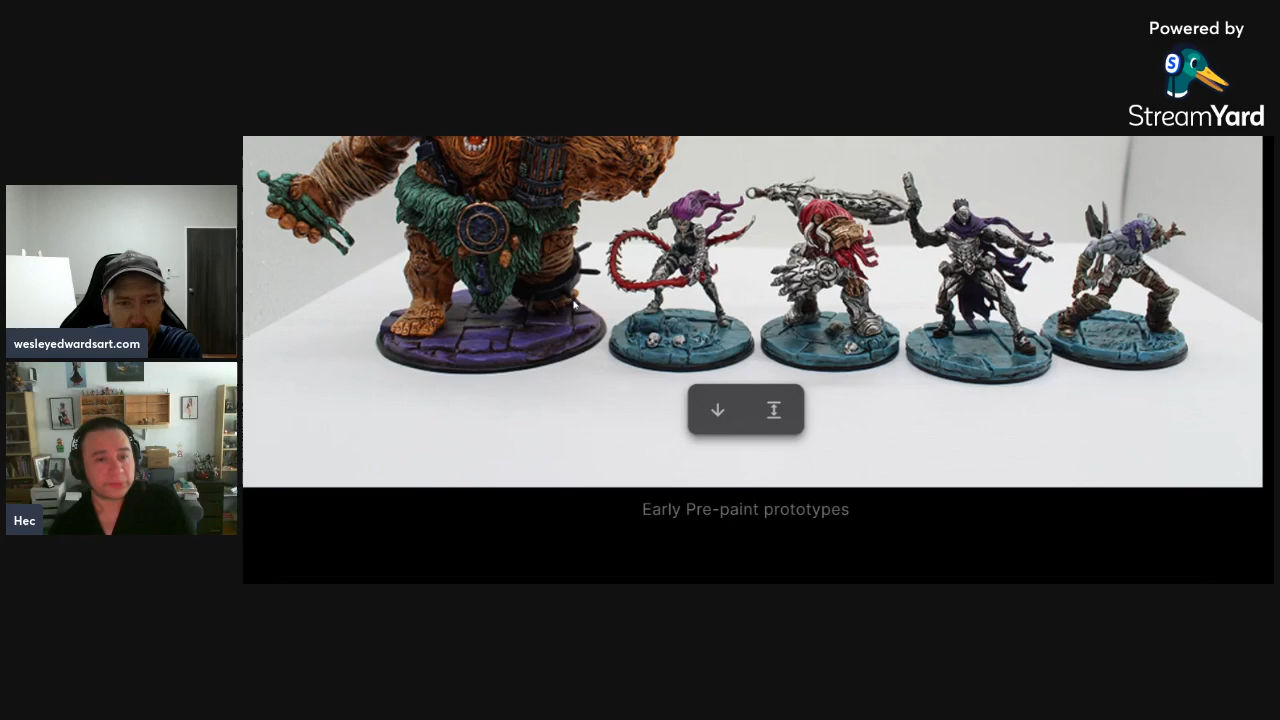 Powered by
S
StreamYard
wesleyedwardsart.com
Hec
Early Pre-paint prototypes